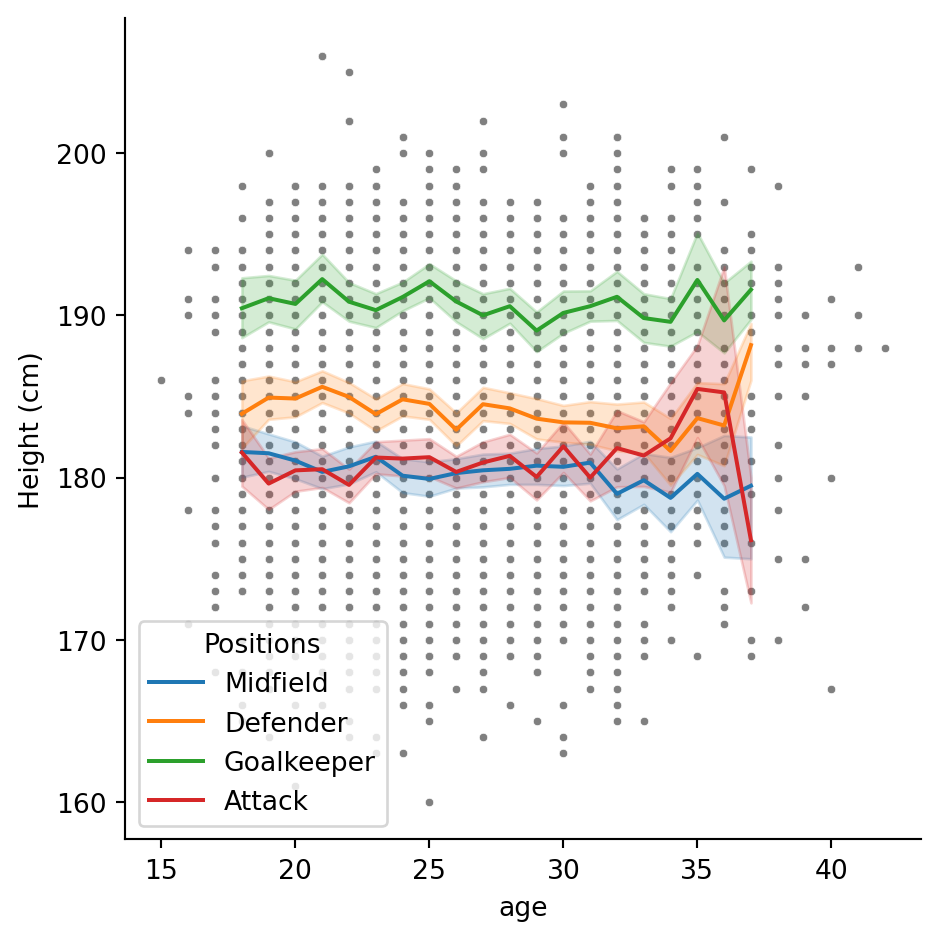 Height (cm)
200
190
180
170
160
Positions
Midfield
Defender
Goalkeeper
Attack
15 20 25 30 35 40
age